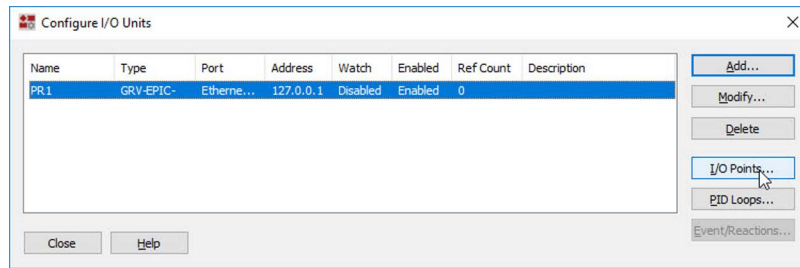 Configure I/O Units
Name Type Port Address Watch Enabled Ref Count Description
PR1 GRV-EPIC- Etherne... 127.0.0.1 Disabled Enabled 0
Add...
Modify...
Delete
I/O Points...
PID Loops...
Event/Reactions...
Close Help